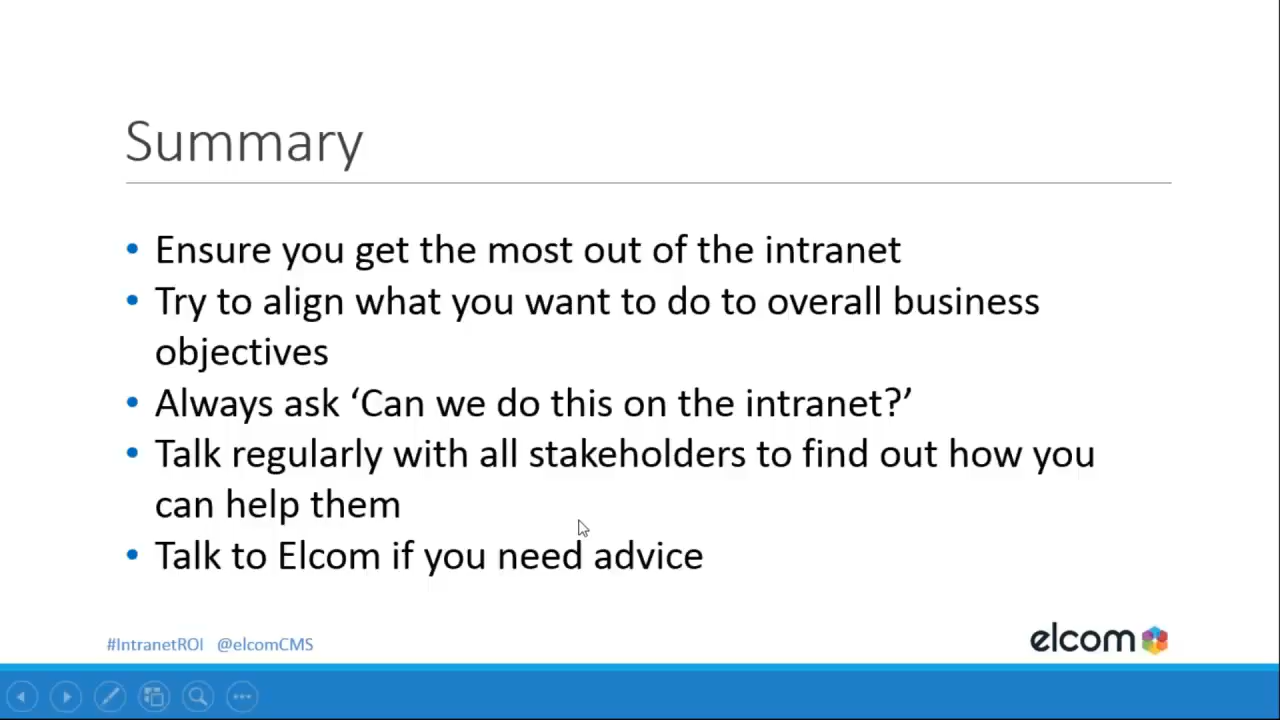 Summary
• Ensure you get the most out of the intranet
• Try to align what you want to do to overall business
objectives
• Always ask ‘Can we do this on the intranet?’
• Talk regularly with all stakeholders to find out how you
can help them
• Talk to Elcom if you need advice
#IntranetROI @elcomCMS
elcom